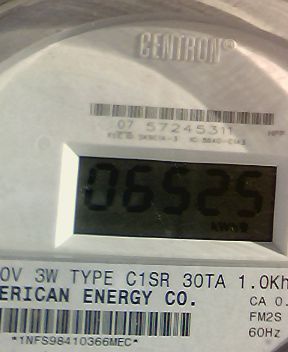 CENTRON®
07 57245311
06525
0V 3W TYPE C1SR 30TA 1.0Kh
ERICAN ENERGY CO.
CA 0.
FM2S
60Hz
*1NFS98410366MEC*